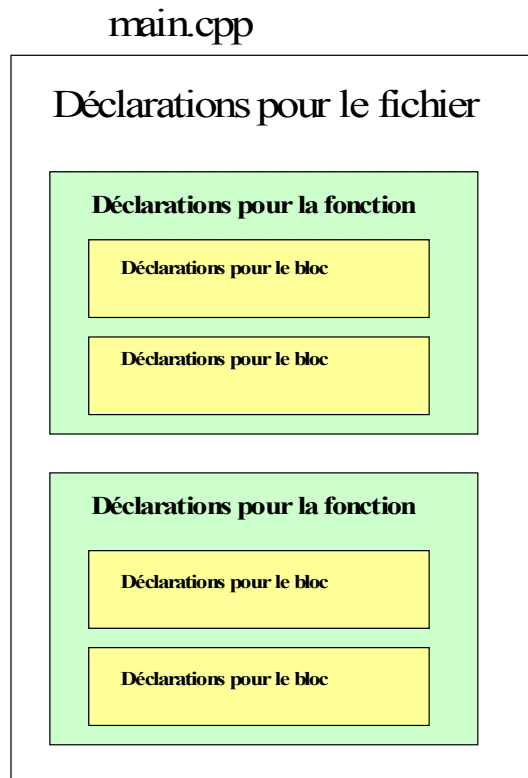 main.cpp
Déclarations pour le fichier
Déclarations pour la fonction
Déclarations pour le bloc
Déclarations pour le bloc
Déclarations pour la fonction
Déclarations pour le bloc
Déclarations pour le bloc